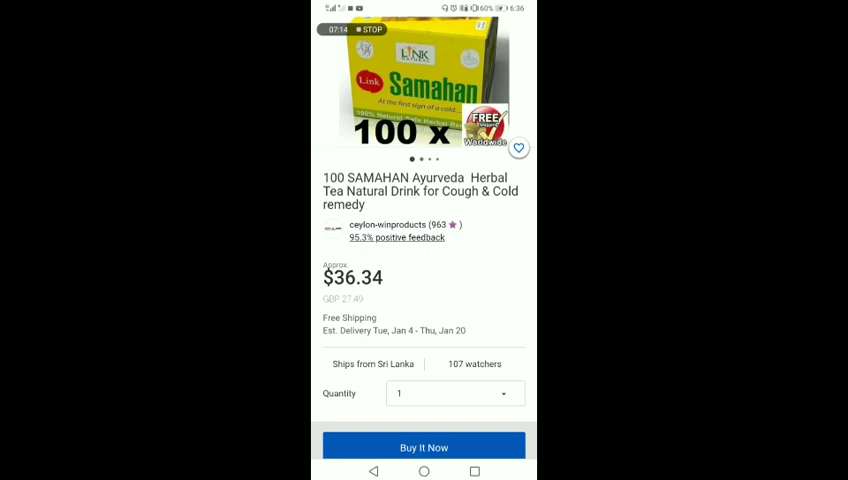 60% 6:36
07:14 STOP
LINK
NATURAL
Link Samahan
At the first sign of a cold...
100% Natural
100 x
FREE
Worldwide
100 SAMAHAN Ayurveda Herbal
Tea Natural Drink for Cough & Cold
remedy
ceylon-winproducts (963 ★ )
95.3% positive feedback
Approx.
$36.34
GBP 27.49
Free Shipping
Est. Delivery Tue, Jan 4 - Thu, Jan 20
Ships from Sri Lanka
107 watchers
Quantity
1
Buy It Now